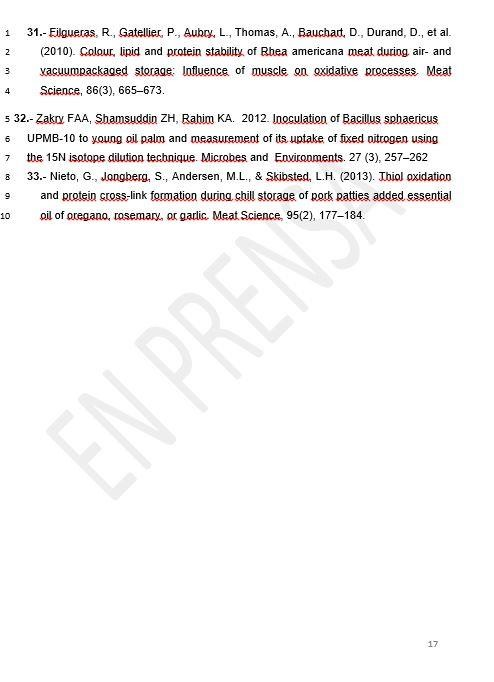 1 31.- Filgueras, R., Gatellier, P., Aubry, L., Thomas, A., Bauchart, D., Durand, D., et al.
2 (2010). Colour, lipid and protein stability of Rhea americana meat during air- and
3 vacuumpackaged storage: Influence of muscle on oxidative processes. Meat
4 Science, 86(3), 665–673.
5 32.- Zakry FAA, Shamsuddin ZH, Rahim KA. 2012. Inoculation of Bacillus sphaericus
6 UPMB-10 to young oil palm and measurement of its uptake of fixed nitrogen using
7 the 15N isotope dilution technique. Microbes and Environments. 27 (3), 257–262
8 33.- Nieto, G., Jongberg, S., Andersen, M.L., & Skibsted, L.H. (2013). Thiol oxidation
9 and protein cross-link formation during chill storage of pork patties added essential
10 oil of oregano, rosemary, or garlic. Meat Science, 95(2), 177–184.
EN PRENSA
17